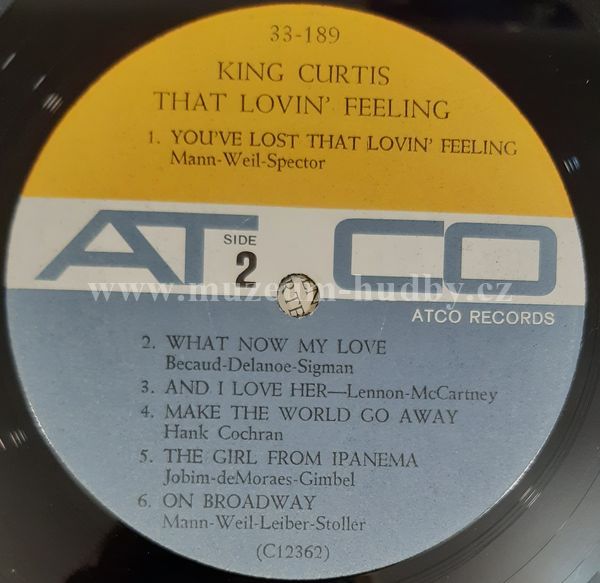 33-189
KING CURTIS
THAT LOVIN' FEELING
1. YOU'VE LOST THAT LOVIN' FEELING
Mann-Weil-Spector
ATCO
SIDE
2
www.muzeum-hudby.cz
ATCO RECORDS
2. WHAT NOW MY LOVE
Becaud-Delanoe-Sigman
3. AND I LOVE HER—Lennon-McCartney
4. MAKE THE WORLD GO AWAY
Hank Cochran
5. THE GIRL FROM IPANEMA
Jobim-deMoraes-Gimbel
6. ON BROADWAY
Mann-Weil-Leiber-Stoller
(C12362)